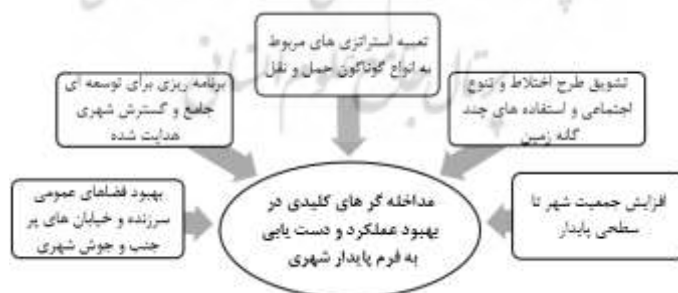 تعبیه استراتژی های مربوط
به انواع گوناگون حمل و نقل
تشویق طرح اختلاط و تنوع
اجتماعی و استفاده های چند
گانه زمین
برنامه ریزی برای توسعه ای
جامع و گسترش شهری
هدایت شده
افزایش جمعیت شهر تا
سطحی پایدار
مداخله گر های کلیدی در
بهبود عملکرد و دست یابی
به فرم پایدار شهری
بهبود فضاهای عمومی
سرزنده و خیابان های پر
جنب و جوش شهری